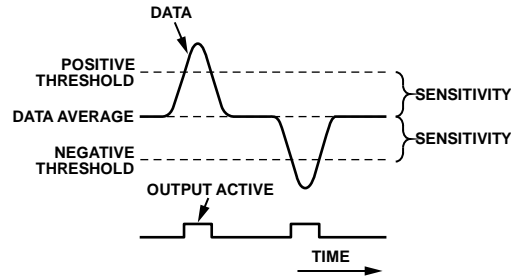 DATA
POSITIVE
THRESHOLD
SENSITIVITY
DATA AVERAGE
SENSITIVITY
NEGATIVE
THRESHOLD
OUTPUT ACTIVE
TIME